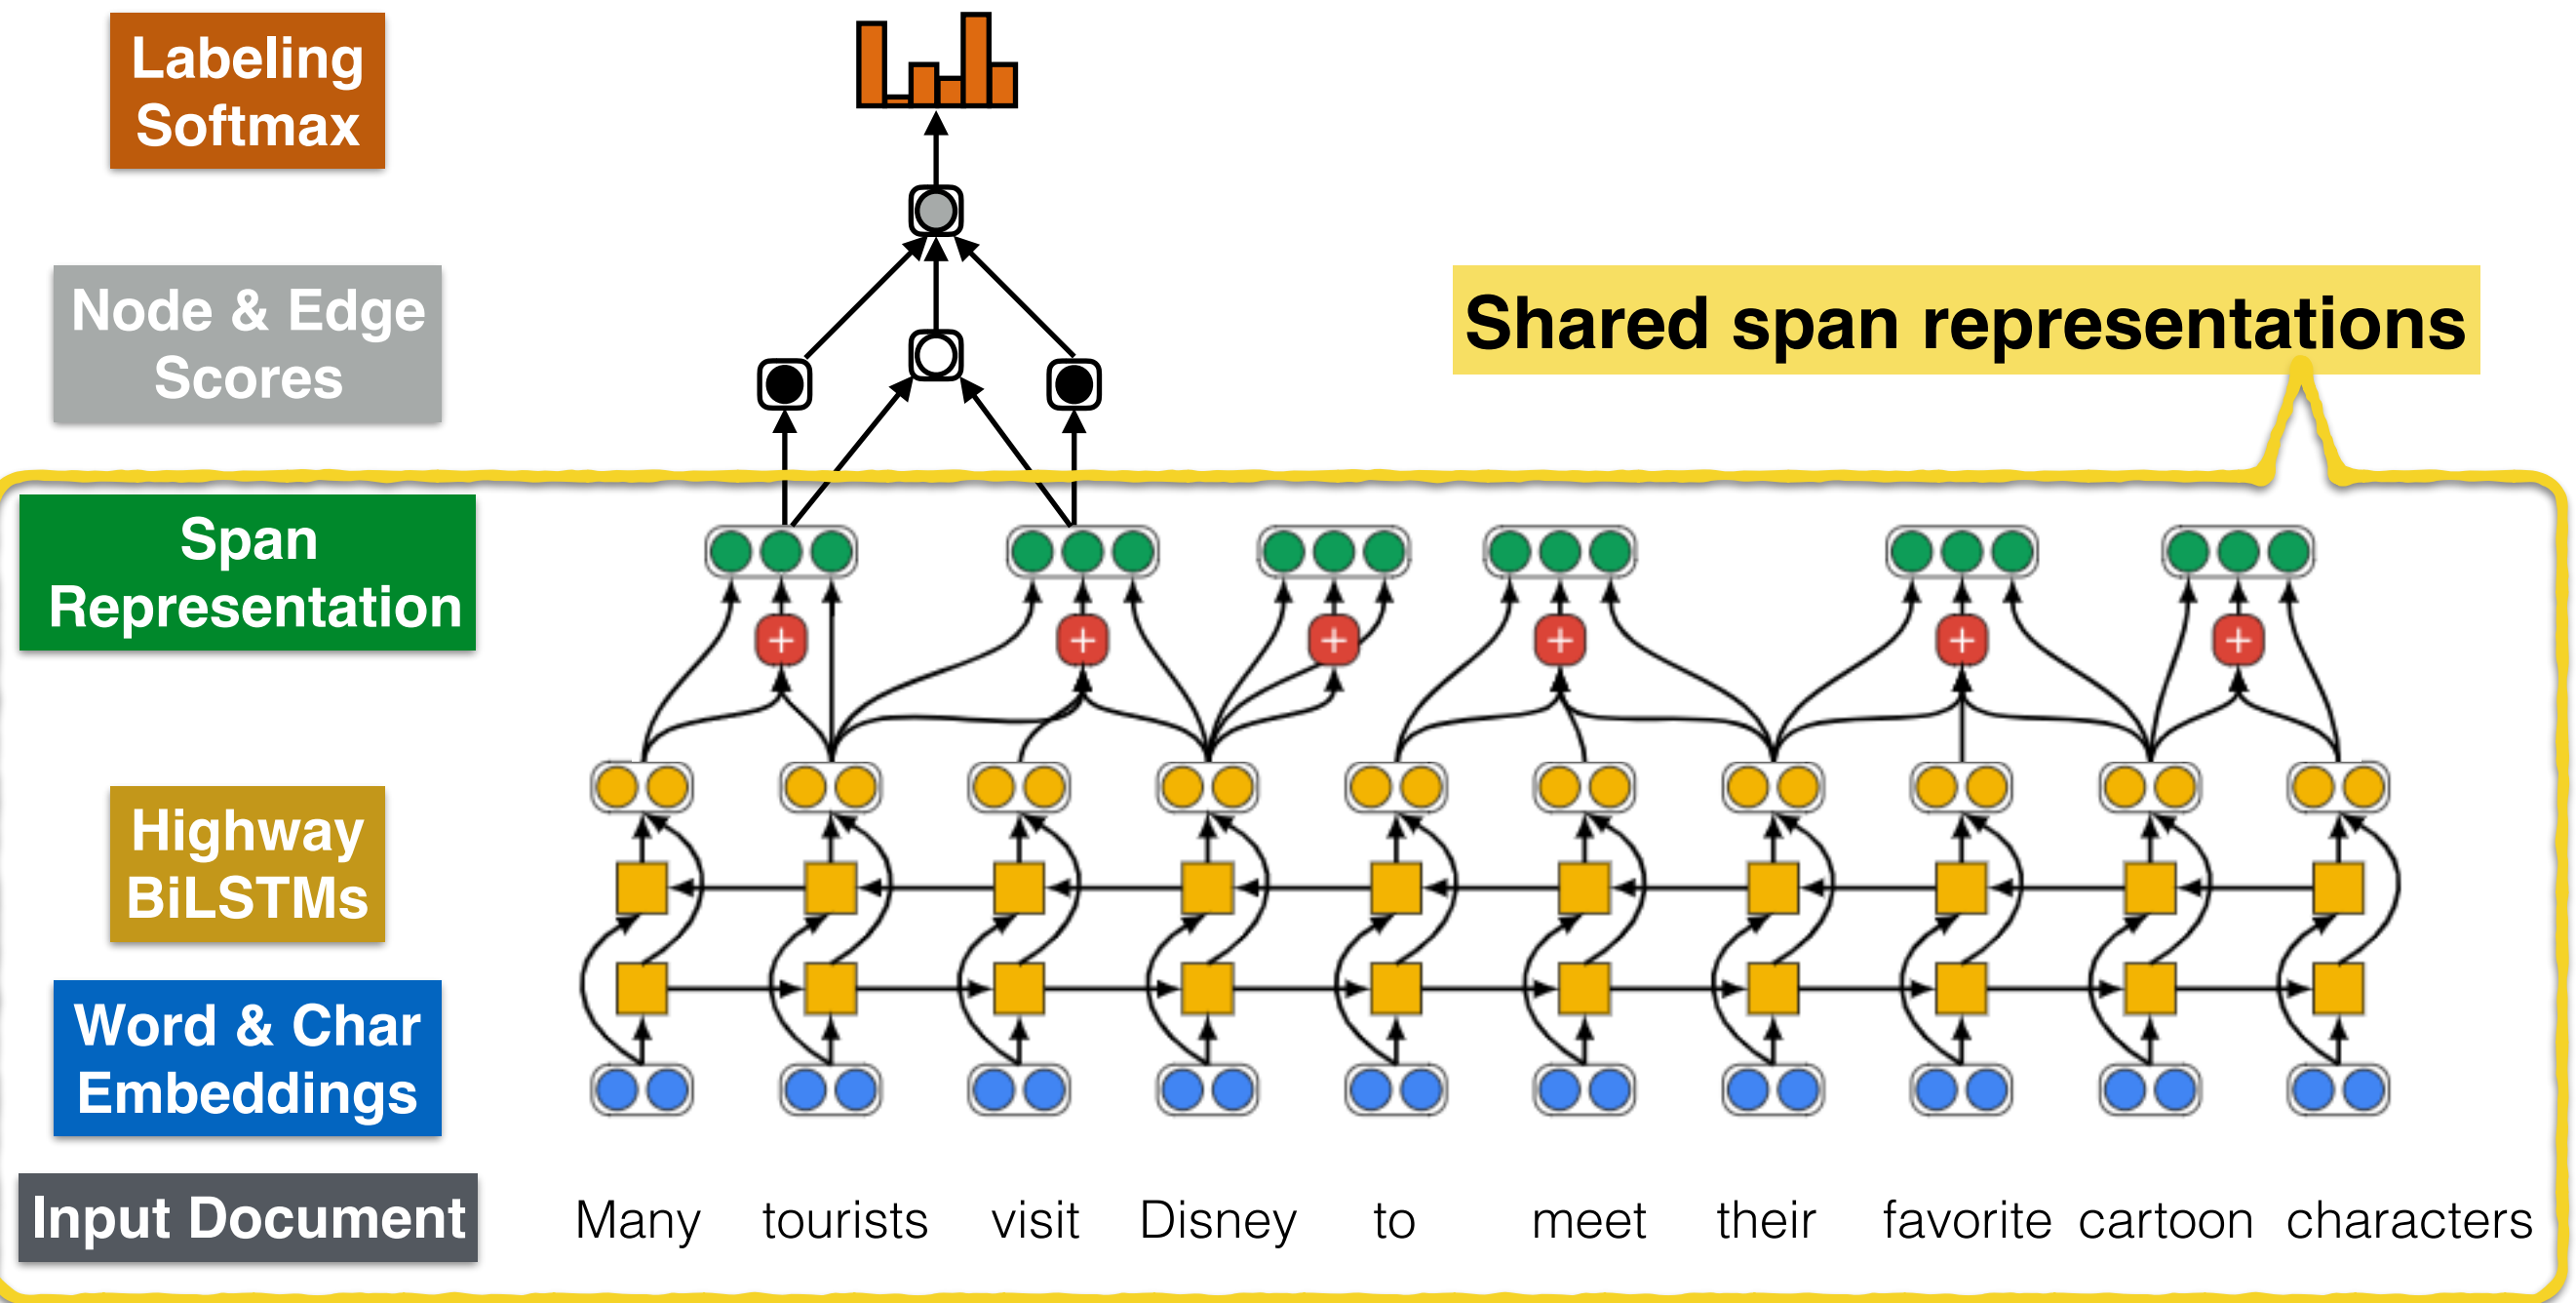 Labeling
Softmax
Node & Edge
Scores
Shared span representations
Span
Representation
+ + + + + +
Highway
BiLSTMs
Word & Char
Embeddings
Input Document
Many tourists visit Disney to meet their favorite cartoon characters